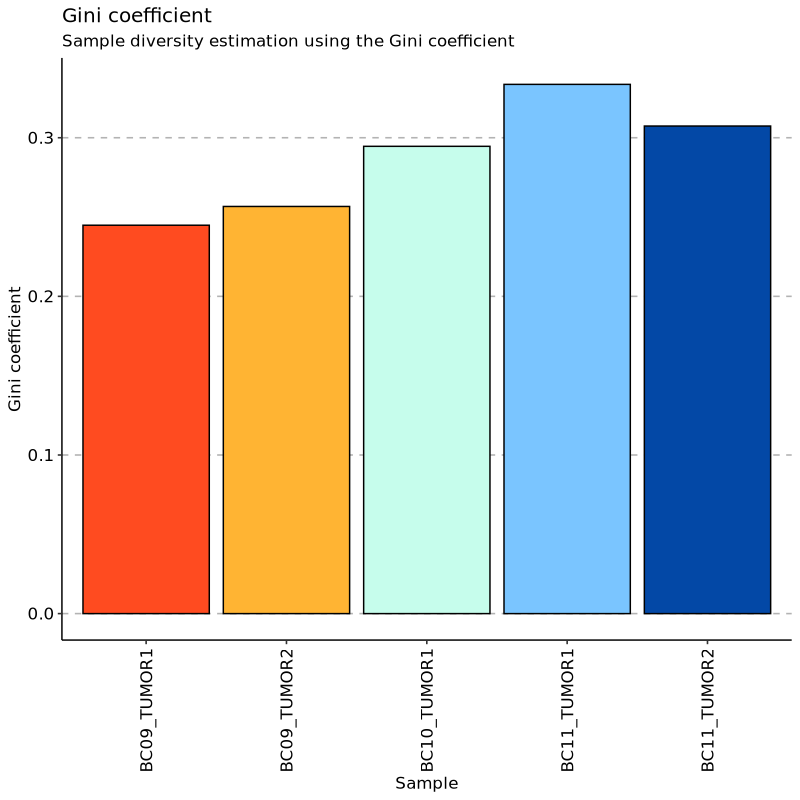 Gini coefficient
Sample diversity estimation using the Gini coefficient
Gini coefficient
0.3
0.2
0.1
0.0
BC09_TUMOR1
BC09_TUMOR2
BC10_TUMOR1
BC11_TUMOR1
BC11_TUMOR2
Sample